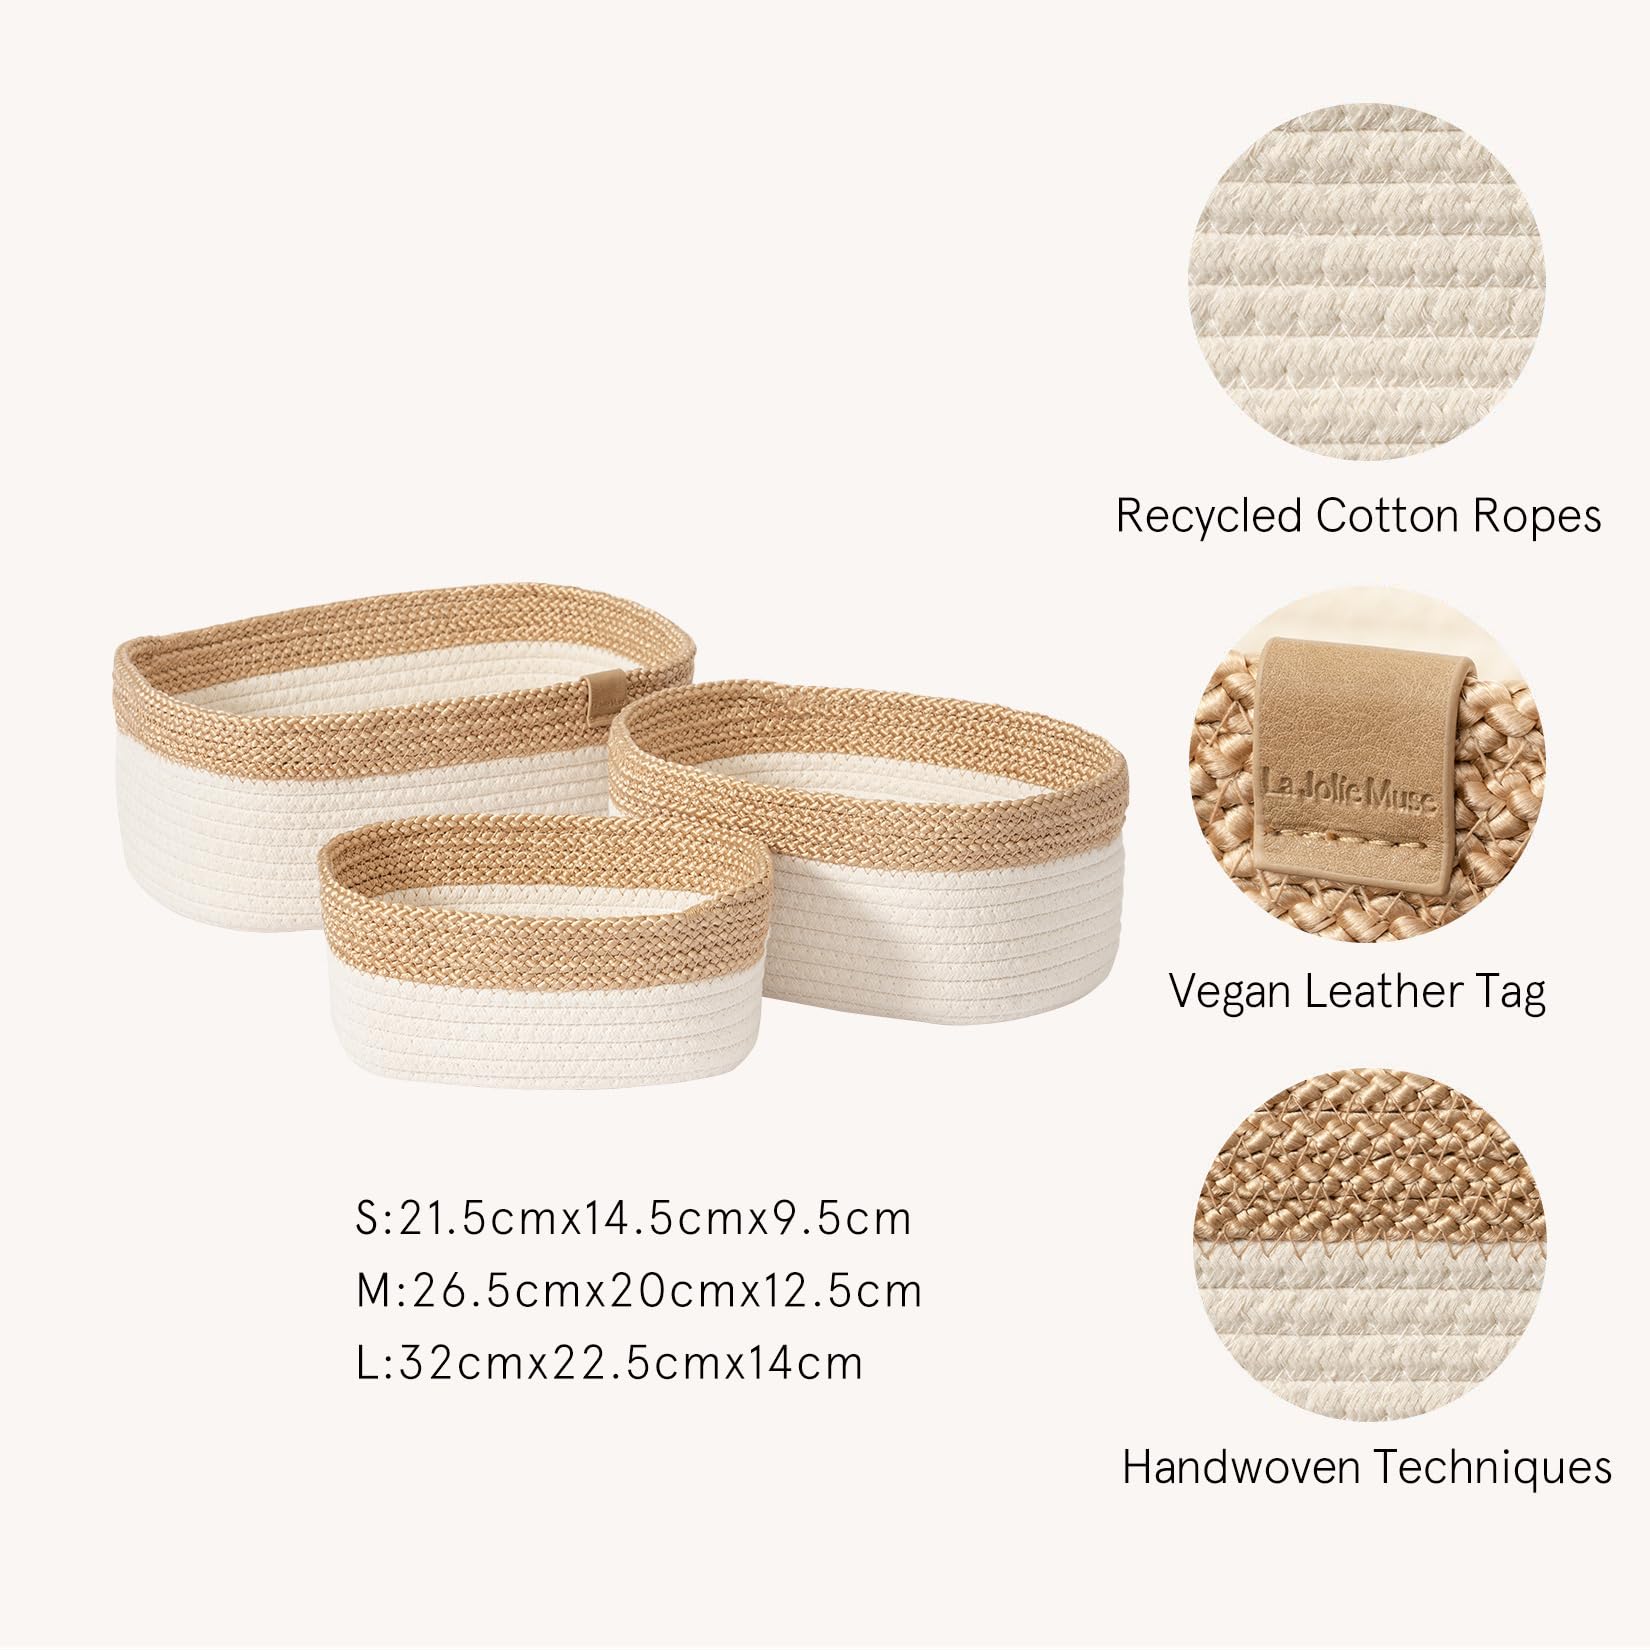 Recycled Cotton Ropes
La Jolíe Muse
Vegan Leather Tag
S:21.5cmx14.5cmx9.5cm
M:26.5cmx20cmx12.5cm
L:32cmx22.5cmx14cm
Handwoven Techniques